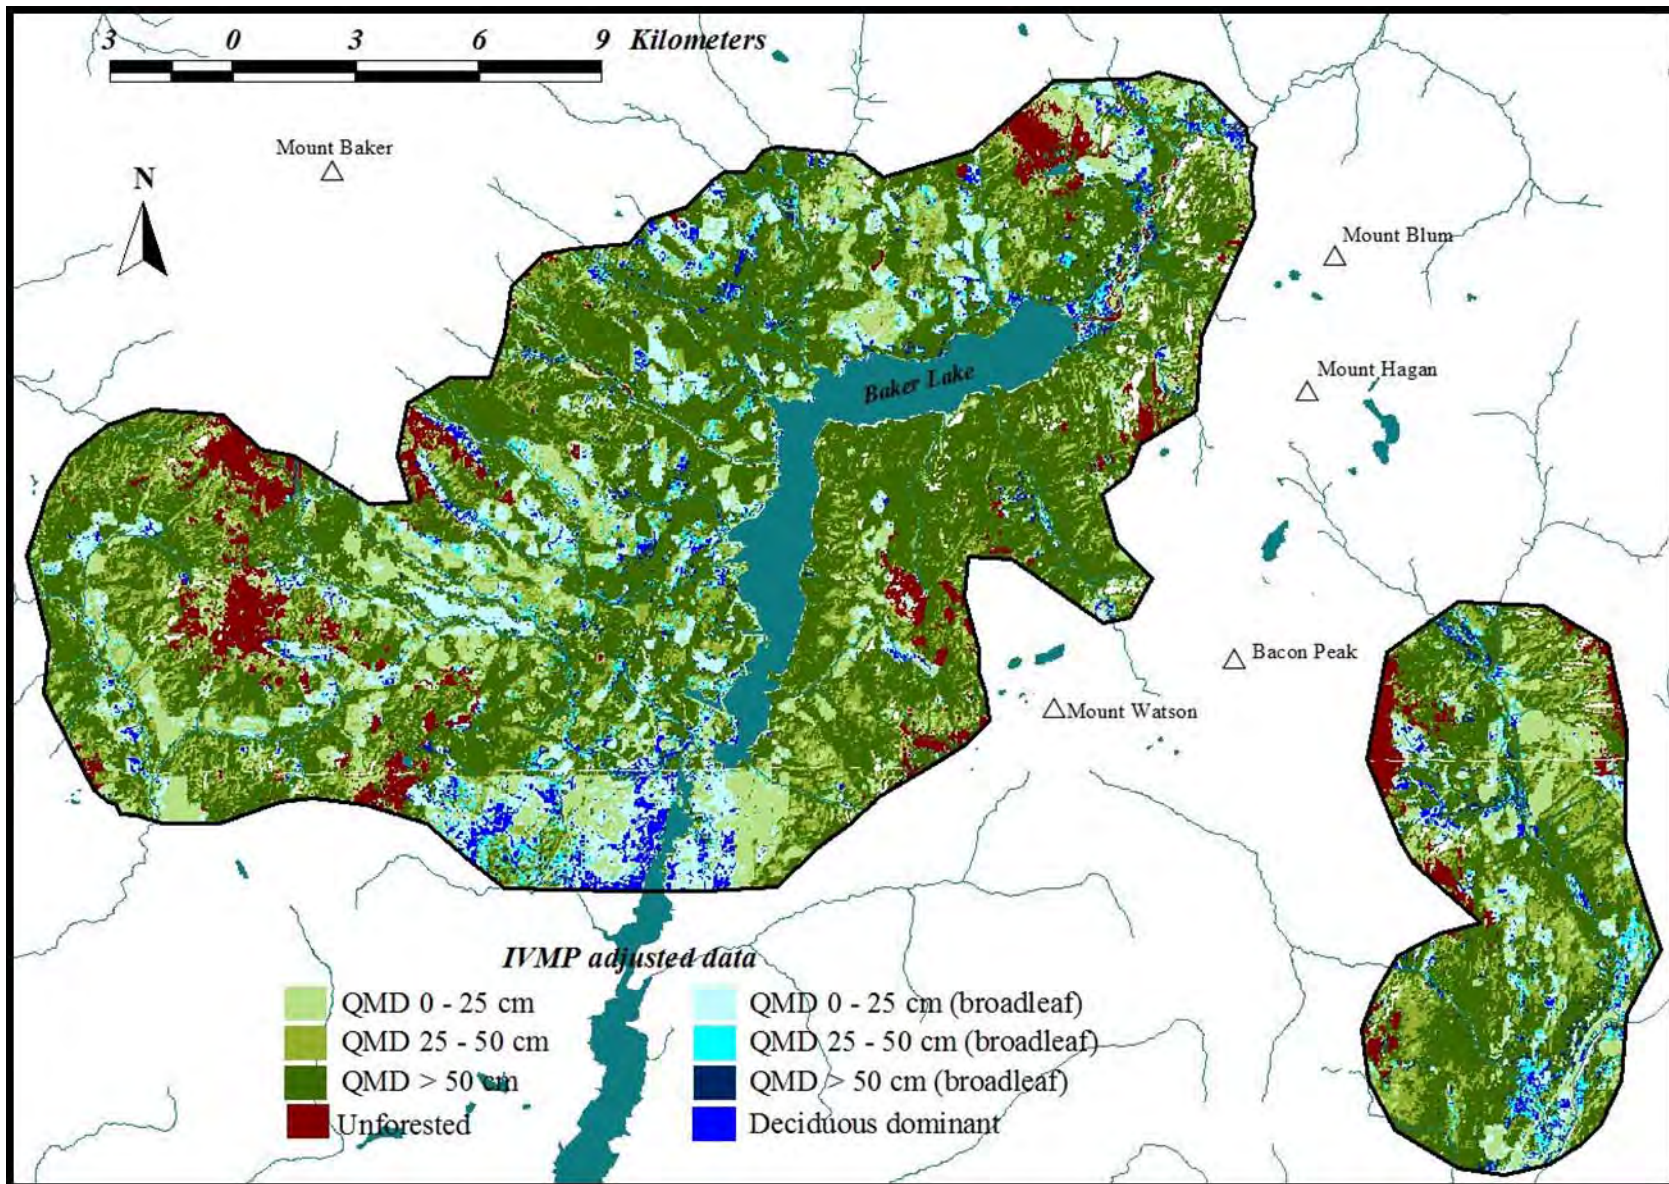 3 0 3 6 9 Kilometers
Mount Baker
N
Mount Blum
Mount Hagan
Baker Lake
Bacon Peak
Mount Watson
IVMP adjusted data
QMD 0 - 25 cm
QMD 25 - 50 cm
QMD > 50 cm
Unforested
QMD 0 - 25 cm (broadleaf)
QMD 25 - 50 cm (broadleaf)
QMD > 50 cm (broadleaf)
Deciduous dominant